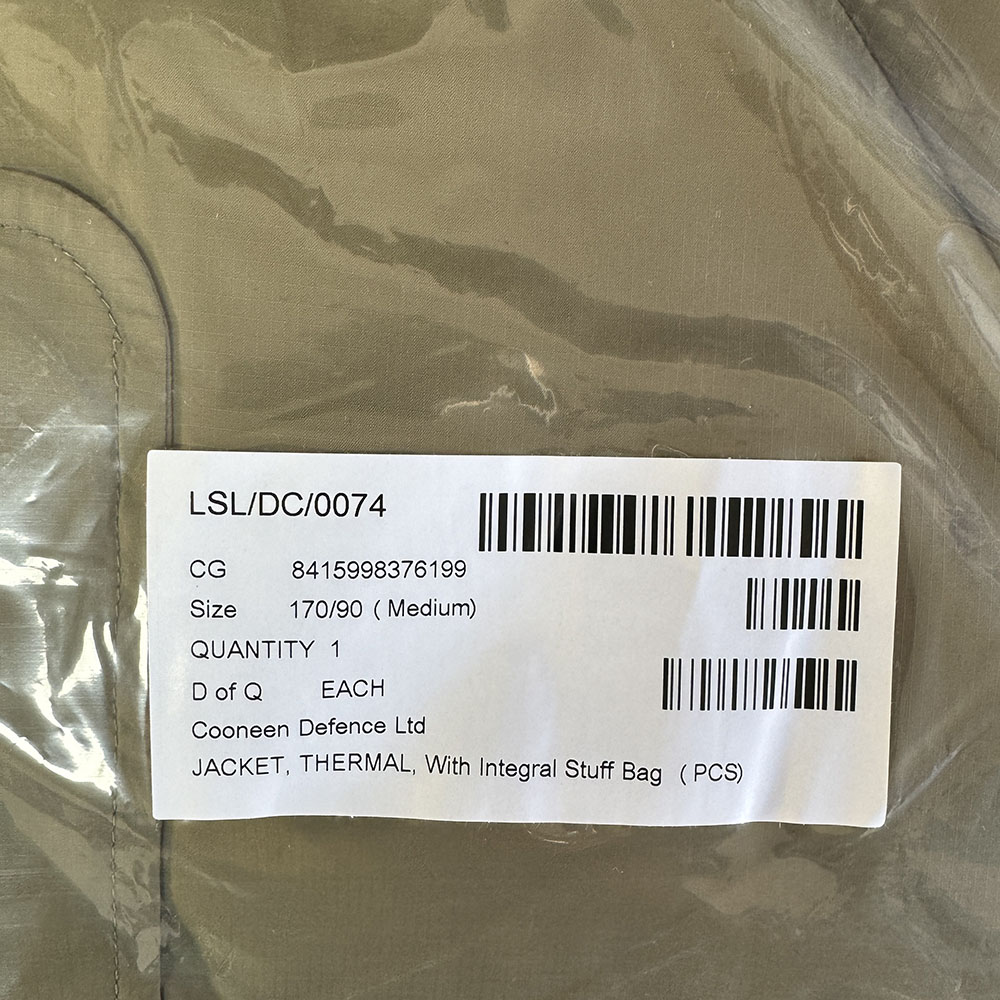 LSL/DC/0074
CG 8415998376199
Size 170/90 ( Medium)
QUANTITY 1
D of Q EACH
Cooneen Defence Ltd
JACKET, THERMAL, With Integral Stuff Bag ( PCS)